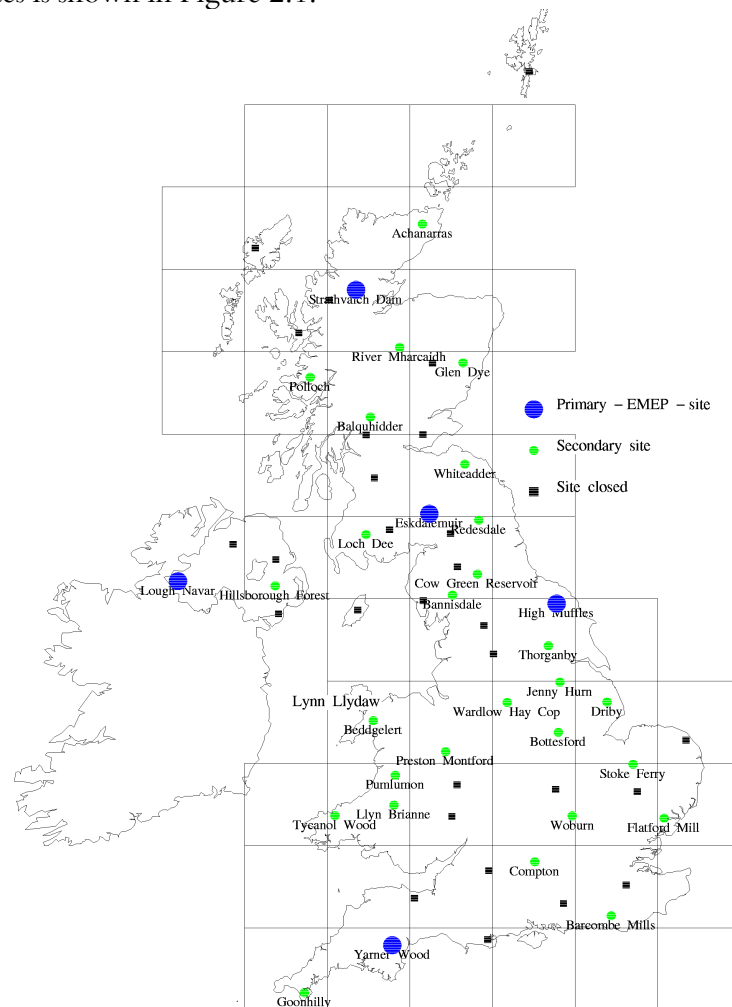 tes is shown in Figure 2.1.
Achanarras
Strathvaich Dam
River Mharcaidh
Glen Dye
Polloch
Primary – EMEP – site
Balquhidder
Secondary site
Whiteadder
Site closed
Eskdalemuir
Redesdale
Loch Dee
Cow Green Reservoir
Lough Navar
Hillsborough Forest
Bannisdale
High Muffles
Thorganby
Jenny Hurn
Lynn Llydaw
Wardlow Hay Cop
Driby
Beddgelert
Bottesford
Preston Montford
Stoke Ferry
Pumlumon
Llyn Brianne
Tycanol Wood
Woburn
Flatford Mill
Compton
Barcombe Mills
Yarner Wood
Goonhilly